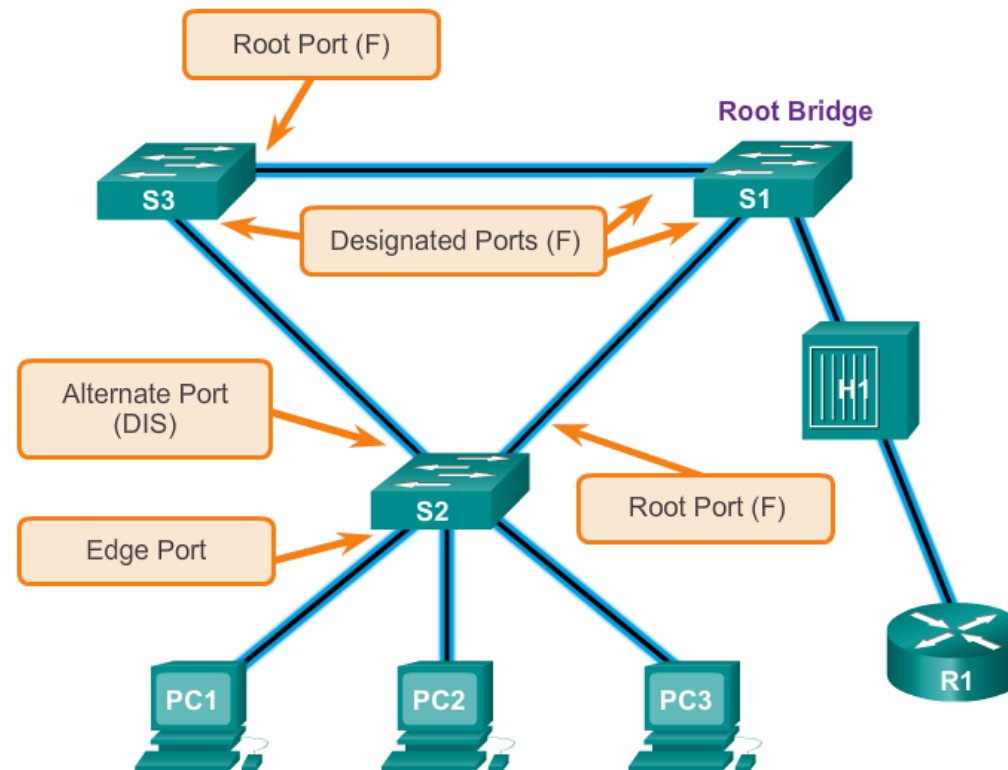 Root Port (F)
Root Bridge
S3
S1
Designated Ports (F)
Alternate Port
(DIS)
H1
S2
Root Port (F)
Edge Port
PC1
PC2
PC3
R1